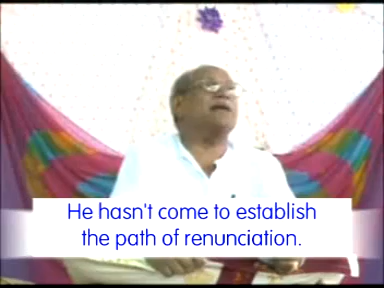 He hasn't come to establish
the path of renunciation.